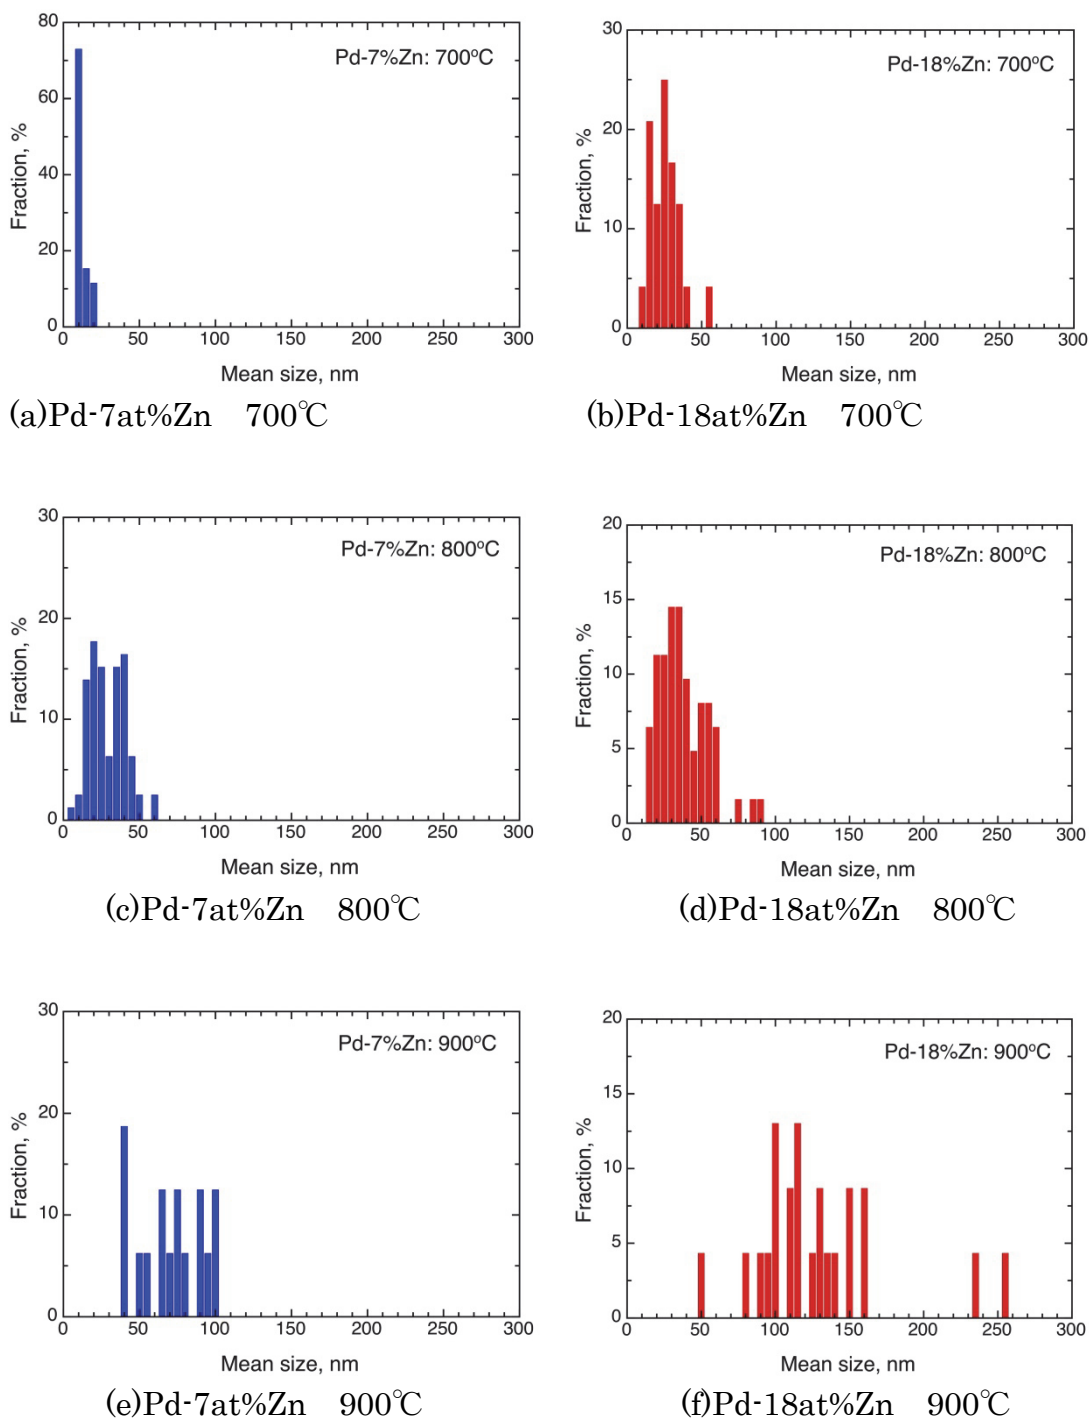 80
60
40
20
0
Fraction, %
Pd-7%Zn: 700ºC
0 50 100 150 200 250 300
Mean size, nm
(a)Pd-7at%Zn 700℃
30
20
10
0
Fraction, %
Pd-18%Zn: 700ºC
0 50 100 150 200 250 300
Mean size, nm
(b)Pd-18at%Zn 700℃
30
20
10
0
Fraction, %
Pd-7%Zn: 800ºC
0 50 100 150 200 250 300
Mean size, nm
(c)Pd-7at%Zn 800℃
20
15
10
5
0
Fraction, %
Pd-18%Zn: 800ºC
0 50 100 150 200 250 300
Mean size, nm
(d)Pd-18at%Zn 800℃
30
20
10
0
Fraction, %
Pd-7%Zn: 900ºC
0 50 100 150 200 250 300
Mean size, nm
(e)Pd-7at%Zn 900℃
20
15
10
5
0
Fraction, %
Pd-18%Zn: 900ºC
0 50 100 150 200 250 300
Mean size, nm
(f)Pd-18at%Zn 900℃